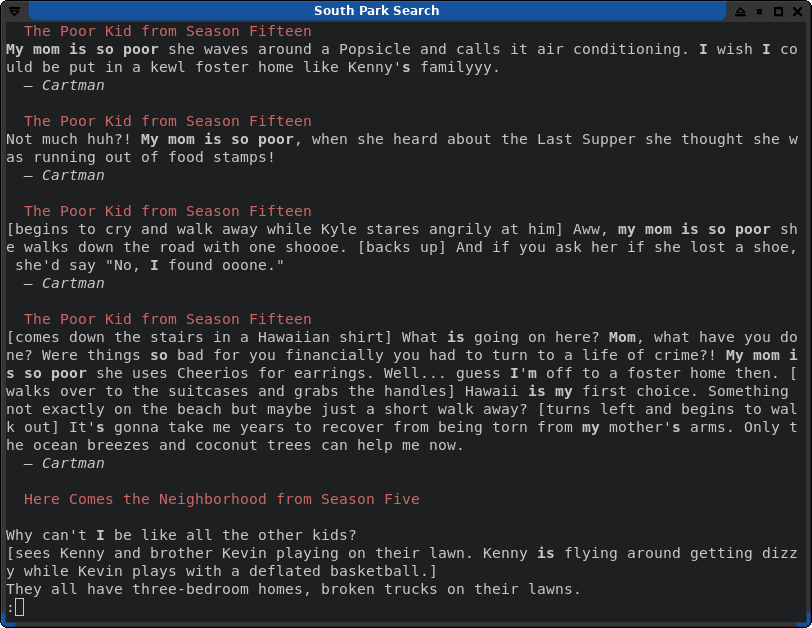 South Park Search
The Poor Kid from Season Fifteen
My mom is so poor she waves around a Popsicle and calls it air conditioning. I wish I co
uld be put in a kewl foster home like Kenny's familyyy.
— Cartman
The Poor Kid from Season Fifteen
Not much huh?! My mom is so poor, when she heard about the Last Supper she thought she w
as running out of food stamps!
— Cartman
The Poor Kid from Season Fifteen
[begins to cry and walk away while Kyle stares angrily at him] Aww, my mom is so poor sh
e walks down the road with one shoooe. [backs up] And if you ask her if she lost a shoe,
she'd say "No, I found ooone."
— Cartman
The Poor Kid from Season Fifteen
[comes down the stairs in a Hawaiian shirt] What is going on here? Mom, what have you do
ne? Were things so bad for you financially you had to turn to a life of crime?! My mom i
s so poor she uses Cheerios for earrings. Well... guess I'm off to a foster home then. [
walks over to the suitcases and grabs the handles] Hawaii is my first choice. Something
not exactly on the beach but maybe just a short walk away? [turns left and begins to wal
k out] It's gonna take me years to recover from being torn from my mother's arms. Only t
he ocean breezes and coconut trees can help me now.
— Cartman
Here Comes the Neighborhood from Season Five
Why can't I be like all the other kids?
[sees Kenny and brother Kevin playing on their lawn. Kenny is flying around getting dizz
y while Kevin plays with a deflated basketball.]
They all have three-bedroom homes, broken trucks on their lawns.
: